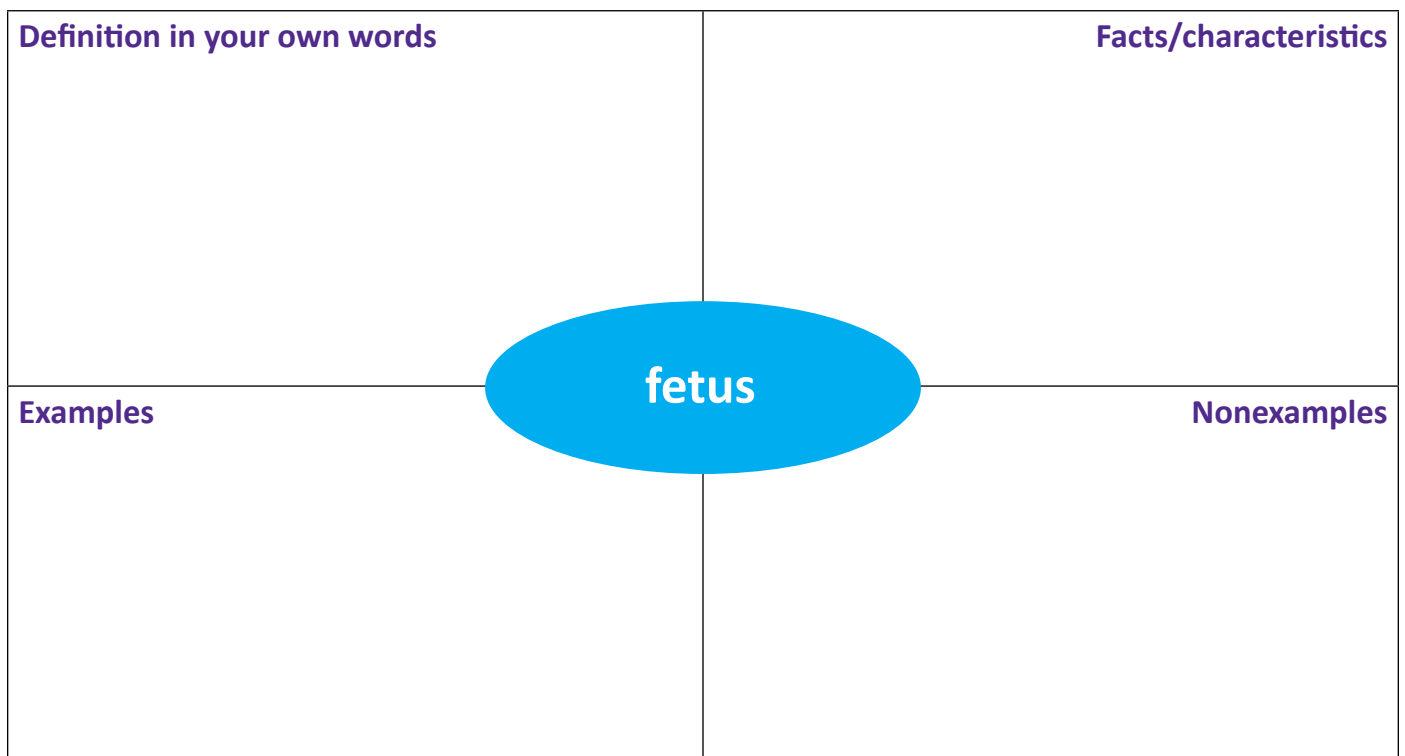 Definition in your own words
Facts/characteristics
fetus
Examples
Nonexamples